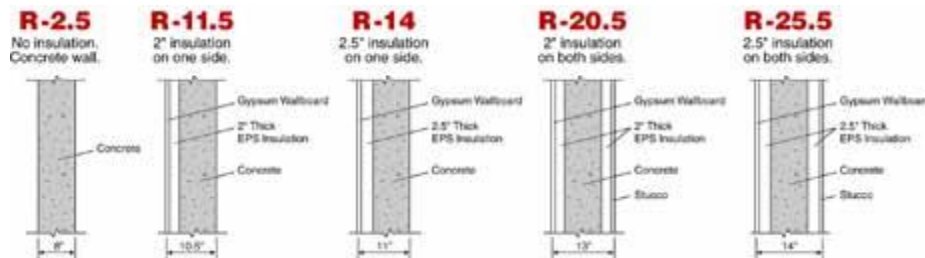 R-2.5
No insulation.
Concrete wall.
Concrete
8"
R-11.5
2" insulation
on one side.
Gypsum Wallboard
2" Thick
EPS Insulation
Concrete
10.5"
R-14
2.5" insulation
on one side.
Gypsum Wallboard
2.5" Thick
EPS Insulation
Concrete
11"
R-20.5
2" insulation
on both sides.
Gypsum Wallboard
2" Thick
EPS Insulation
Concrete
Stucco
13"
R-25.5
2.5" insulation
on both sides.
Gypsum Wallboard
2.5" Thick
EPS Insulation
Concrete
Stucco
14"